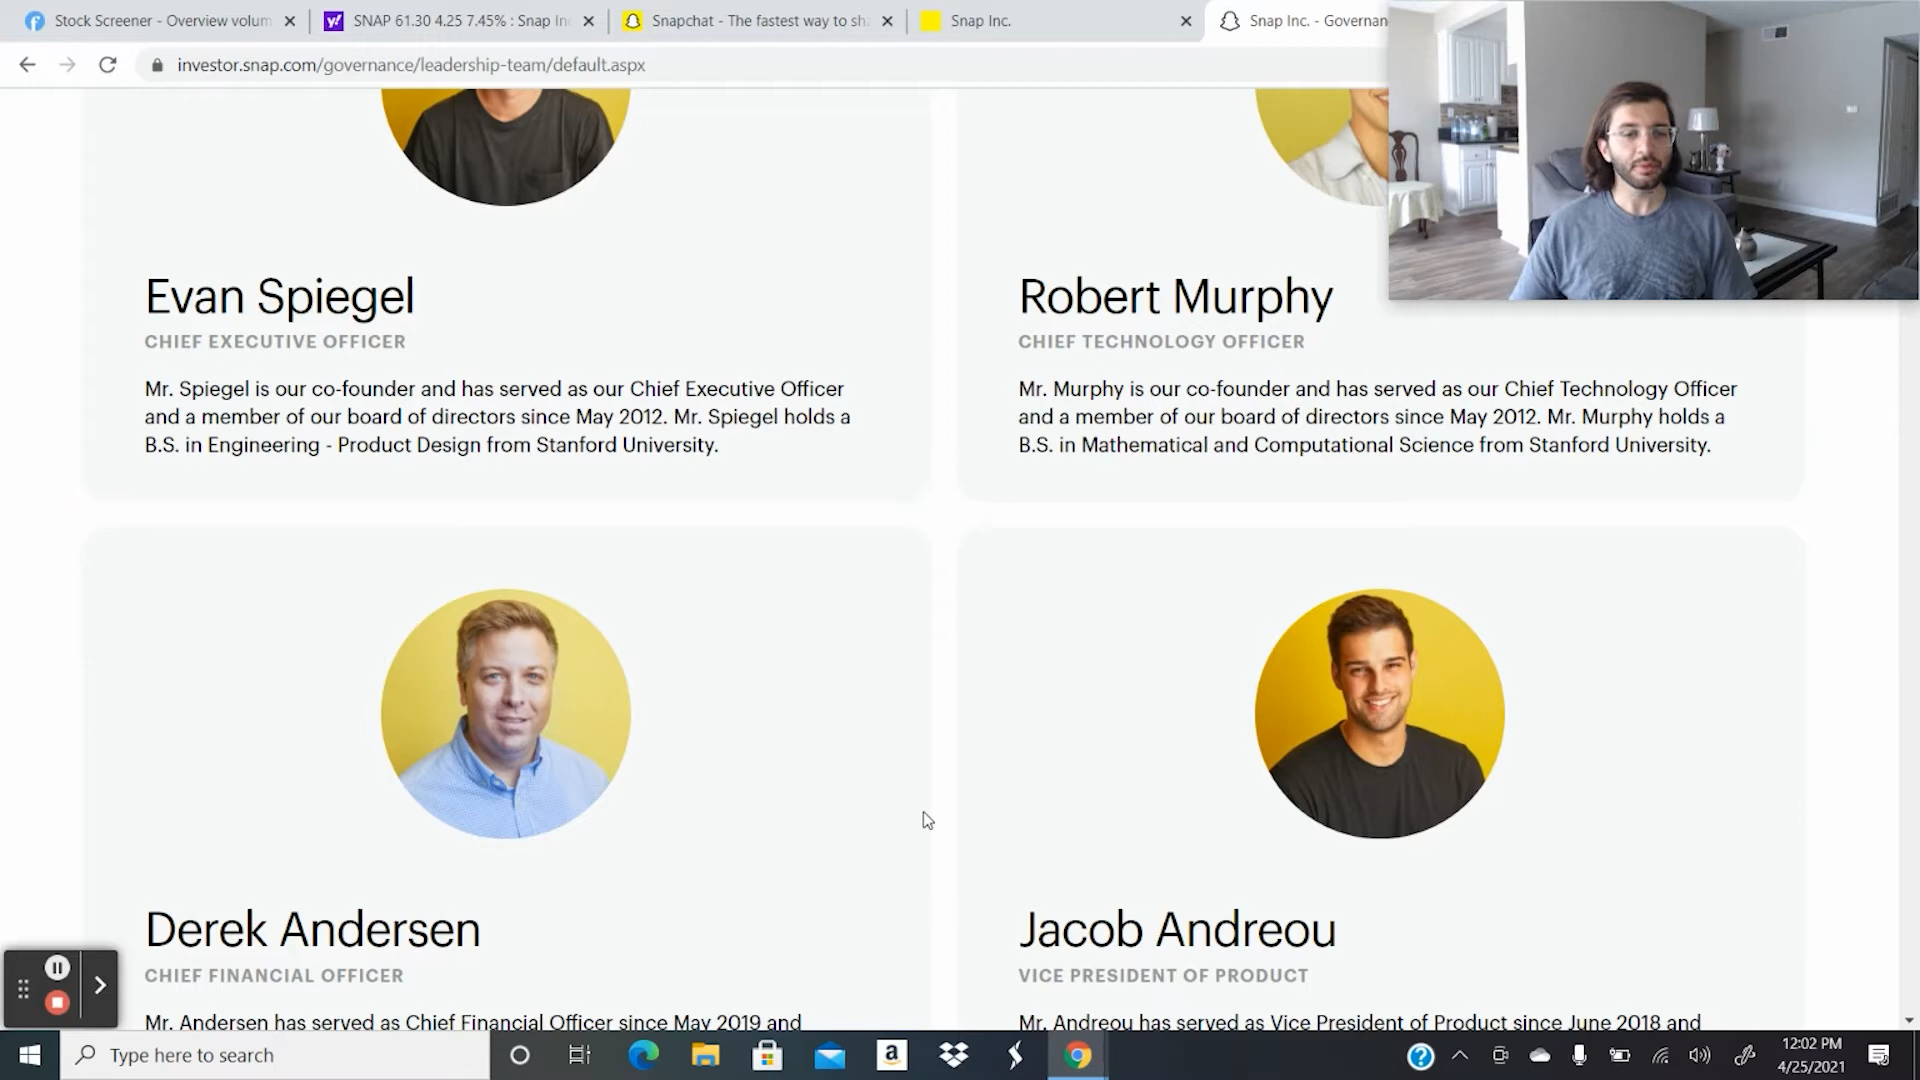 Stock Screener - Overview volum
SNAP 61.30 4.25 7.45% : Snap In
Snapchat - The fastest way to sha
Snap Inc.
Snap Inc. - Governan
investor.snap.com/governance/leadership-team/default.aspx
Evan Spiegel
CHIEF EXECUTIVE OFFICER
Mr. Spiegel is our co-founder and has served as our Chief Executive Officer
and a member of our board of directors since May 2012. Mr. Spiegel holds a
B.S. in Engineering - Product Design from Stanford University.
Robert Murphy
CHIEF TECHNOLOGY OFFICER
Mr. Murphy is our co-founder and has served as our Chief Technology Officer
and a member of our board of directors since May 2012. Mr. Murphy holds a
B.S. in Mathematical and Computational Science from Stanford University.
Derek Andersen
CHIEF FINANCIAL OFFICER
Mr. Andersen has served as Chief Financial Officer since May 2019 and
Jacob Andreou
VICE PRESIDENT OF PRODUCT
Mr. Andreou has served as Vice President of Product since June 2018 and
Type here to search
12:02 PM
4/25/2021